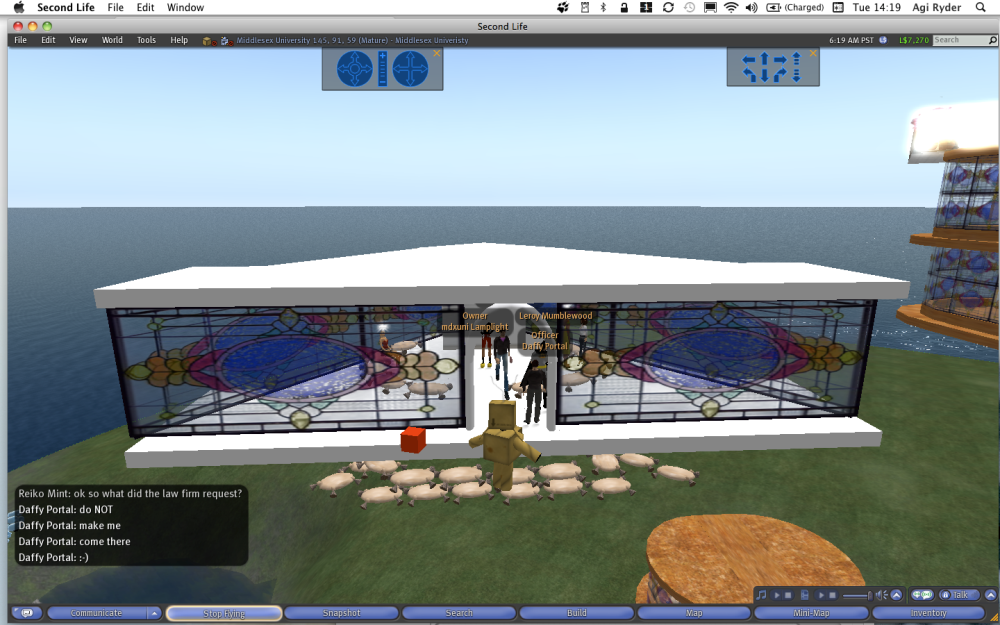 Second Life File Edit Window (Charged) Tue 14:19 Agi Ryder
Second Life
File Edit View World Tools Help Middlesex University 145, 91, 59 (Mature) - Middlesex Univeristy 6:19 AM PST L$7,270 Search
Owner
mdxuni Lamplight
Leroy Mumblewood
Officer
Daffy Portal
Reiko Mint: ok so what did the law firm request?
Daffy Portal: do NOT
Daffy Portal: make me
Daffy Portal: come there
Daffy Portal: :-)
Talk
Communicate Stop Flying Snapshot Search Build Map Mini-Map Inventory